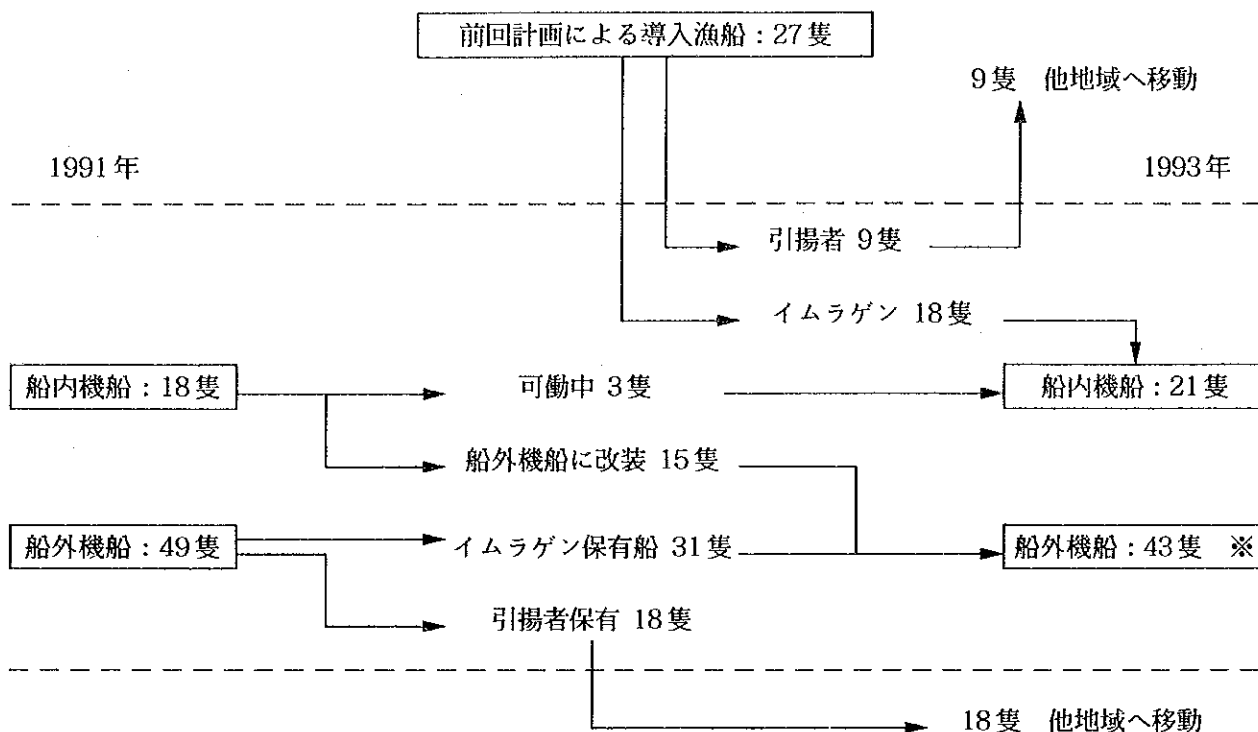 前回計画による導入漁船：27隻
9隻　他地域へ移動
1991年
1993年
引揚者 9隻
イムラゲン 18隻
船内機船：18隻
可働中 3隻
船内機船：21隻
船外機船に改装 15隻
船外機船：49隻
イムラゲン保有船 31隻
船外機船：43隻　※
引揚者保有 18隻
18隻　他地域へ移動